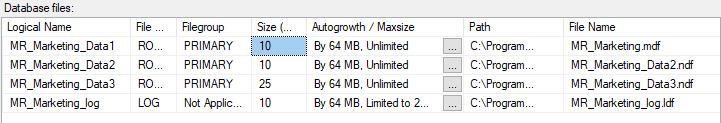 Database files:
Logical Name File ... Filegroup Size (... Autogrowth / Maxsize Path File Name
MR_Marketing_Data1 RO... PRIMARY 10 By 64 MB, Unlimited ... C:\Program... MR_Marketing.mdf
MR_Marketing_Data2 RO... PRIMARY 10 By 64 MB, Unlimited ... C:\Program... MR_Marketing_Data2.ndf
MR_Marketing_Data3 RO... PRIMARY 25 By 64 MB, Unlimited ... C:\Program... MR_Marketing_Data3.ndf
MR_Marketing_log LOG Not Applic... 10 By 64 MB, Limited to 2... ... C:\Program... MR_Marketing_log.ldf